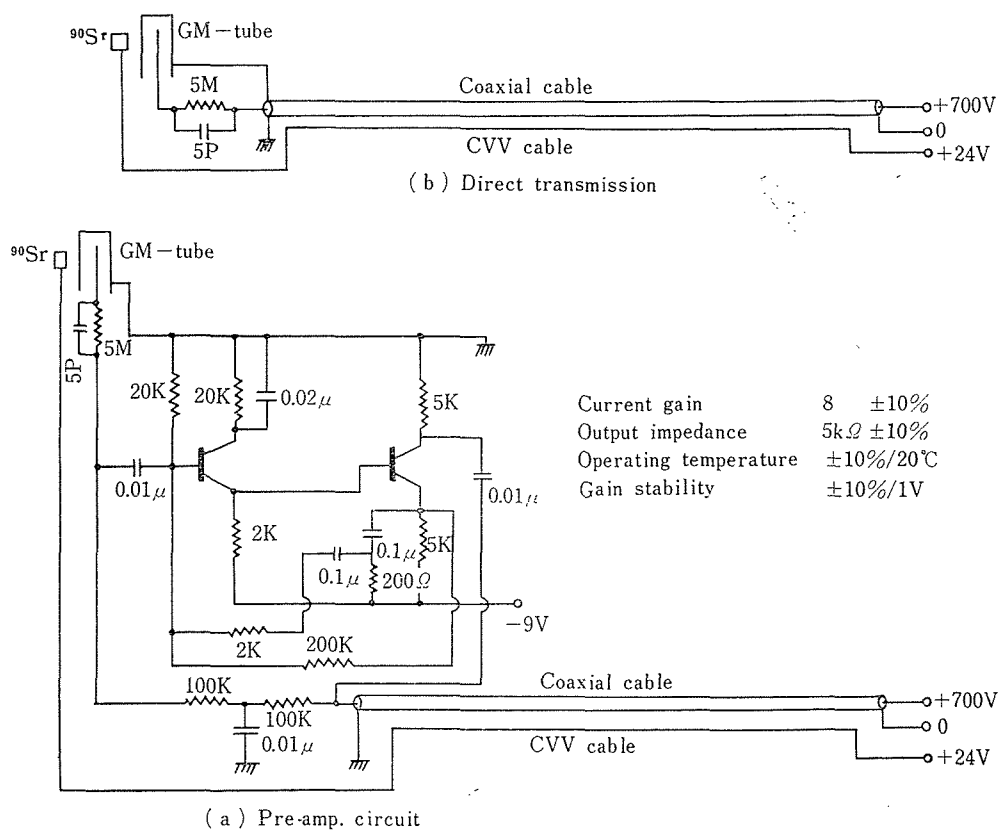 ⁹⁰Sr
GM-tube
5M
5P
Coaxial cable
+700V
0
CVV cable
+24V
( b ) Direct transmission
⁹⁰Sr
GM-tube
5P
5M
20K
20K
0.02μ
5K
0.01μ
0.01μ
2K
0.1μ
5K
0.1μ
200Ω
-9V
2K
200K
100K
100K
0.01μ
Coaxial cable
+700V
0
CVV cable
+24V
( a ) Pre-amp. circuit
Current gain 8 ±10%
Output impedance 5kΩ ±10%
Operating temperature ±10%/20℃
Gain stability ±10%/1V